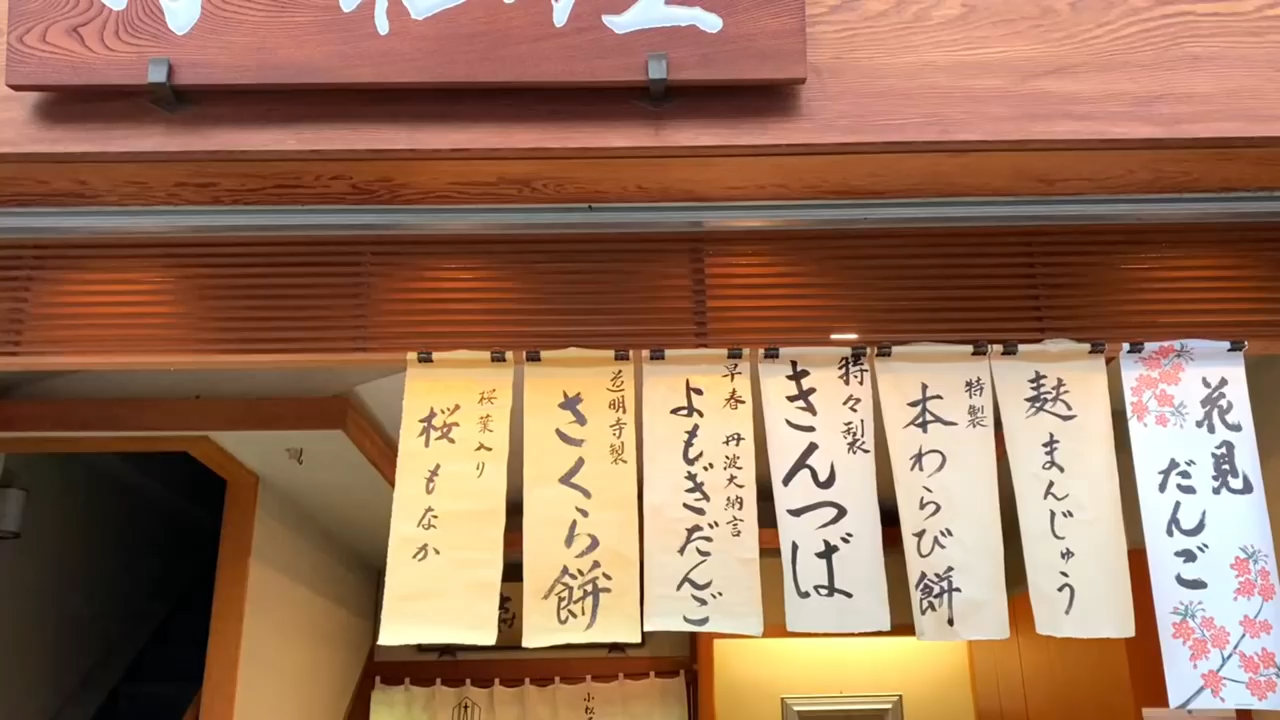 桜葉入り
桜もなか
道明寺製
さくら餅
早春 丹波大納言
よもぎだんご
特々製
きんつば
特製
本わらび餅
麩まんじゅう
花見
だんご